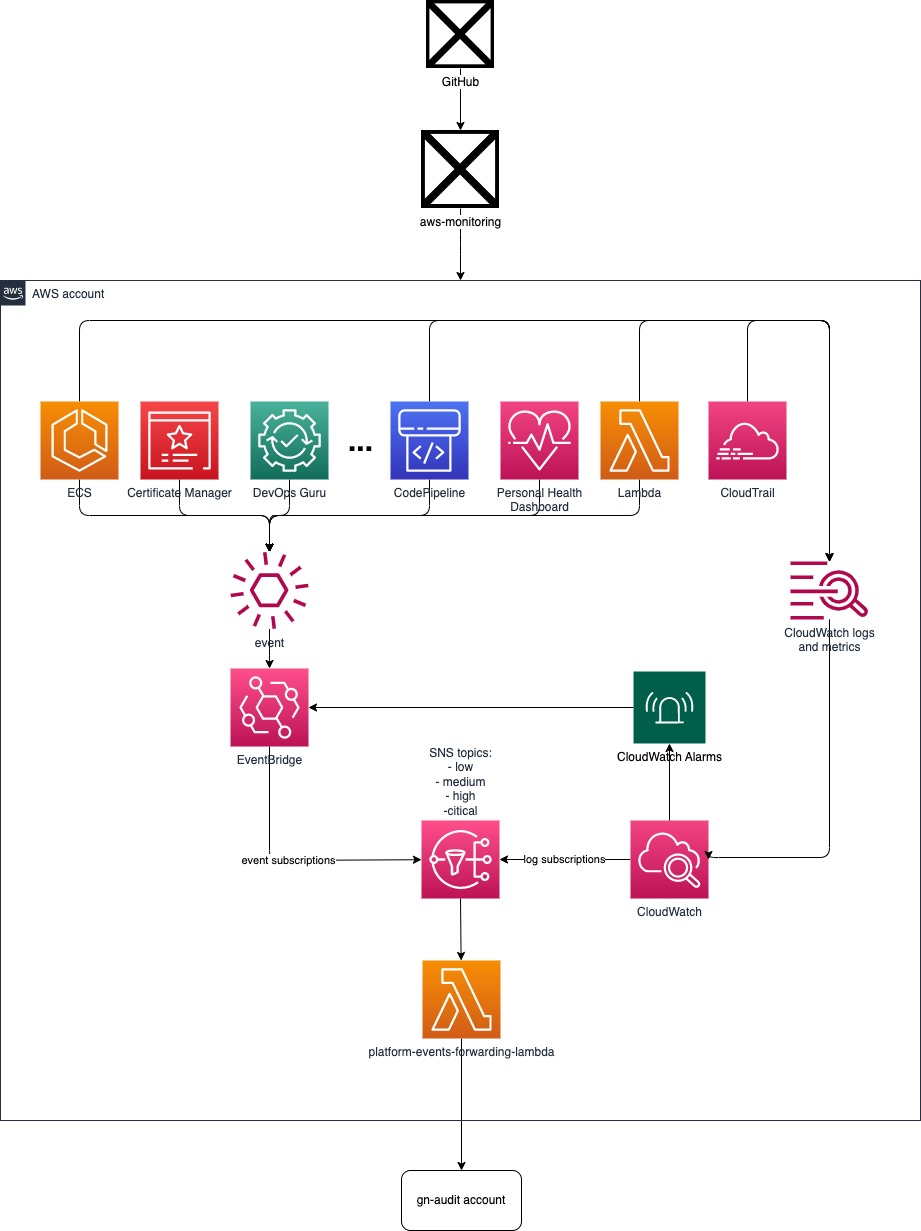 GitHub
aws-monitoring
aws
AWS account
ECS
Certificate Manager
DevOps Guru
...
CodePipeline
Personal Health
Dashboard
Lambda
CloudTrail
event
CloudWatch logs
and metrics
EventBridge
CloudWatch Alarms
SNS topics:
- low
- medium
- high
-citical
event subscriptions
log subscriptions
CloudWatch
platform-events-forwarding-lambda
gn-audit account